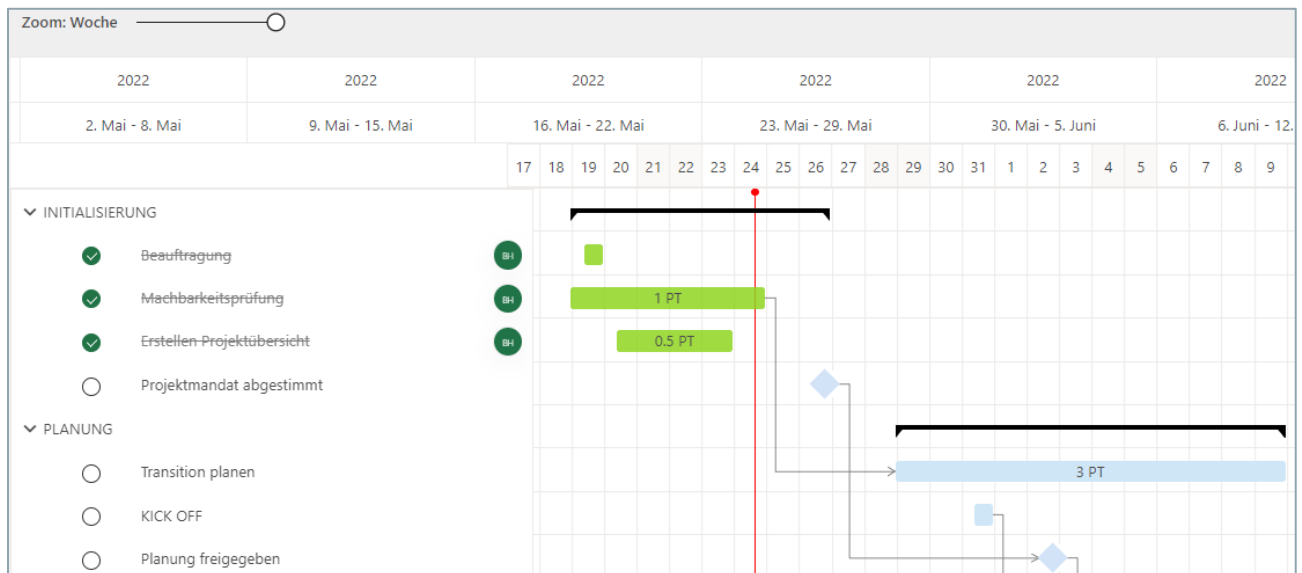 Zoom: Woche
2022 2022 2022 2022 2022 2022
2. Mai - 8. Mai 9. Mai - 15. Mai 16. Mai - 22. Mai 23. Mai - 29. Mai 30. Mai - 5. Juni 6. Juni - 12.
17 18 19 20 21 22 23 24 25 26 27 28 29 30 31 1 2 3 4 5 6 7 8 9
INITIALISIERUNG
Beauftragung BH
Machbarkeitsprüfung BH 1 PT
Erstellen Projektübersicht BH 0.5 PT
Projektmandat abgestimmt
PLANUNG
Transition planen 3 PT
KICK OFF
Planung freigegeben